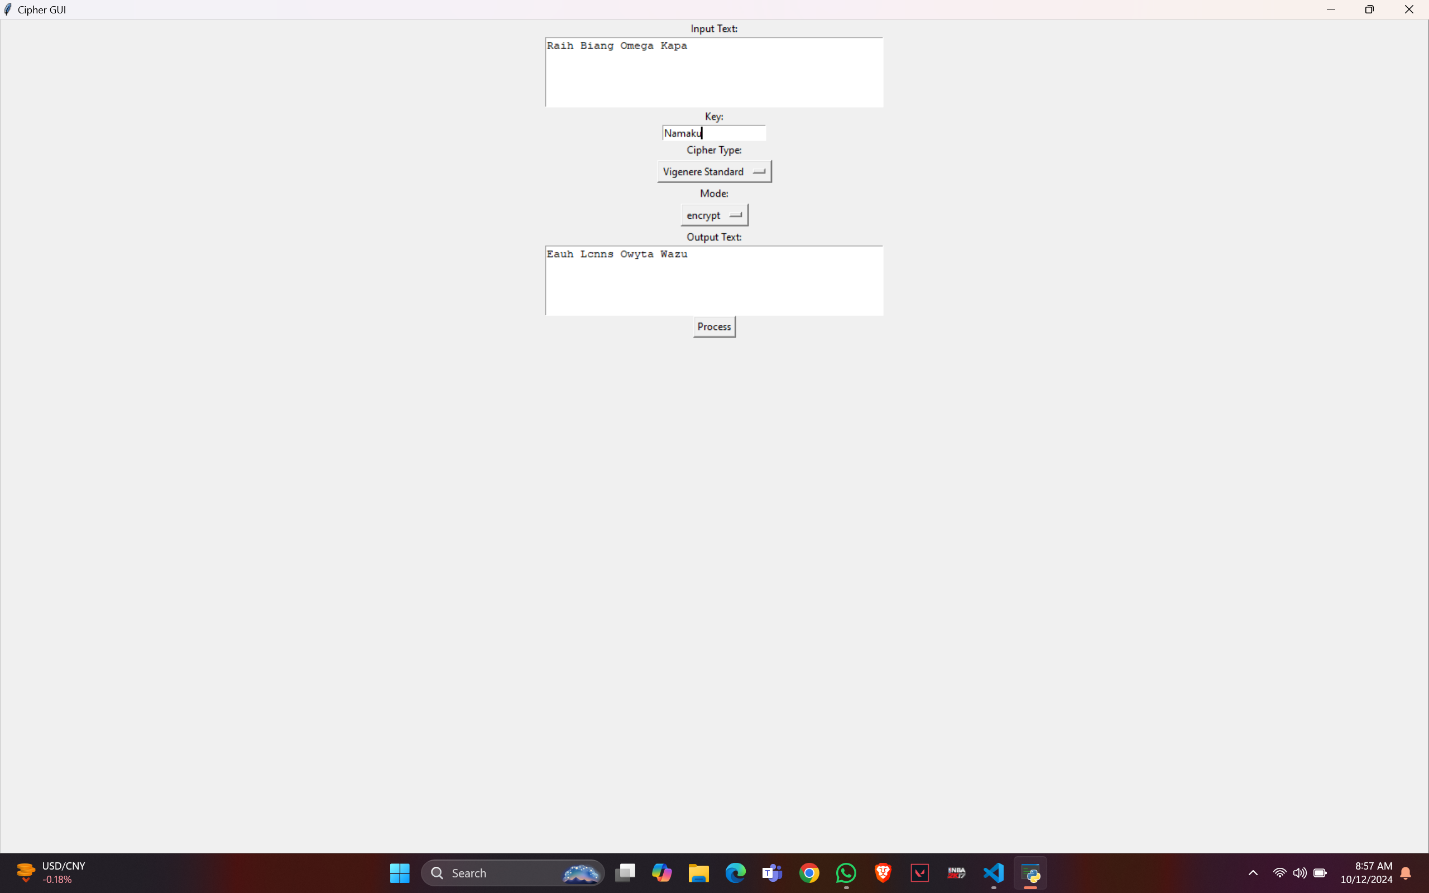 Cipher GUI
Input Text:
Raih Biang Omega Kapa
Key:
Namaku
Cipher Type:
Vigenere Standard
Mode:
encrypt
Output Text:
Eauh Lcnns Owyta Wazu
Process
USD/CNY
-0.18%
Search
8:57 AM
10/12/2024